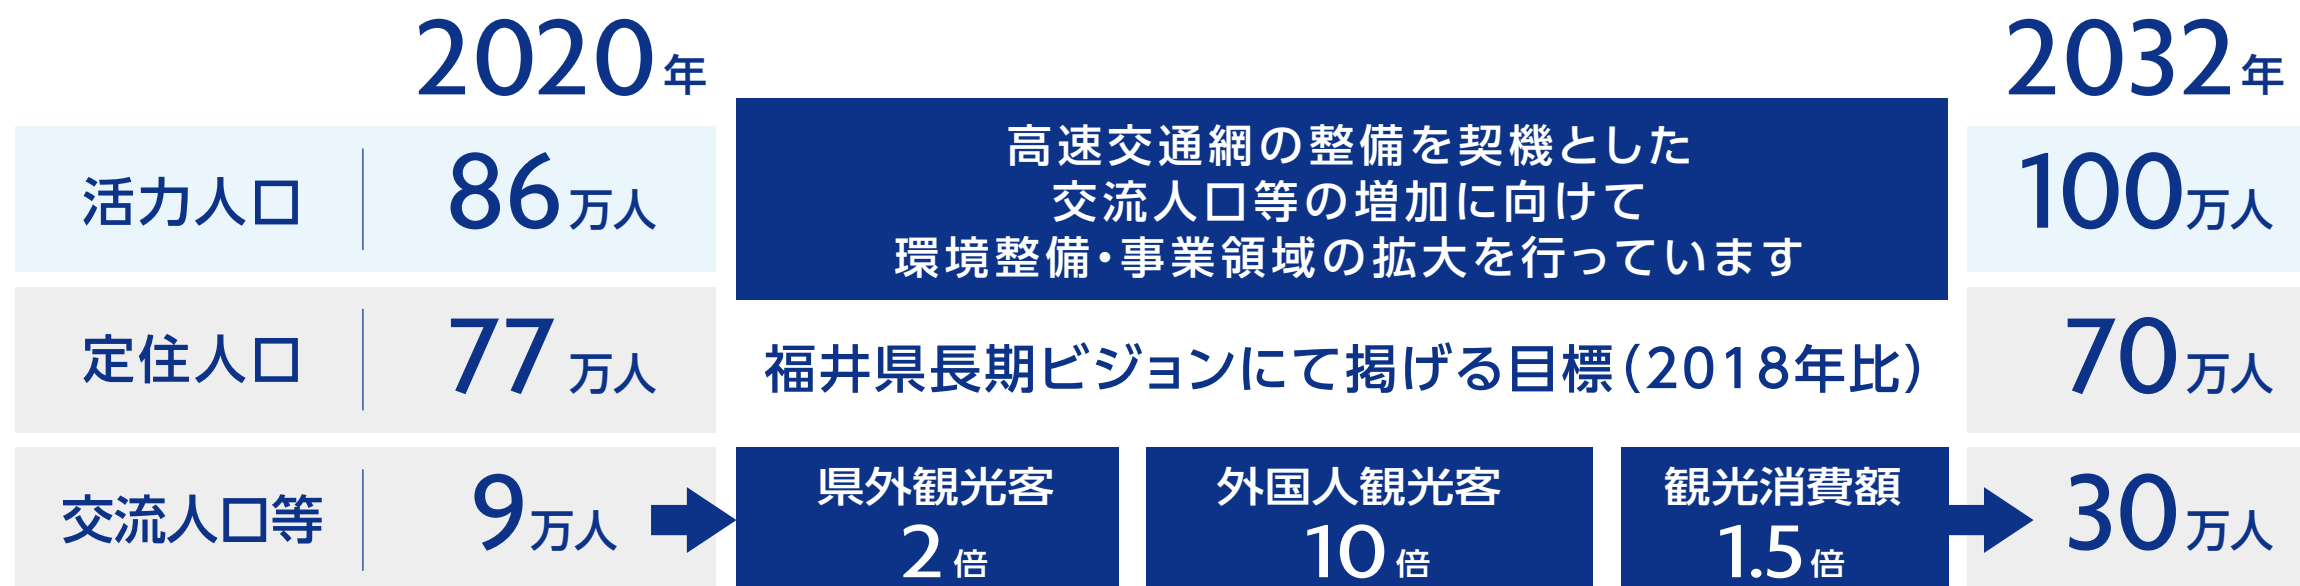 2020年
2032年
高速交通網の整備を契機とした
交流人口等の増加に向けて
環境整備・事業領域の拡大を行っています
活力人口
86万人
100万人
定住人口
77万人
福井県長期ビジョンにて掲げる目標（2018年比）
70万人
交流人口等
9万人
県外観光客
2倍
外国人観光客
10倍
観光消費額
1.5倍
30万人